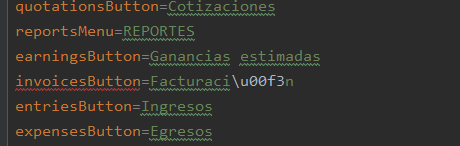 quotationsButton=Cotizaciones
reportsMenu=REPORTES
earningsButton=Ganancias estimadas
invoicesButton=Facturaci\u00f3n
entriesButton=Ingresos
expensesButton=Egresos